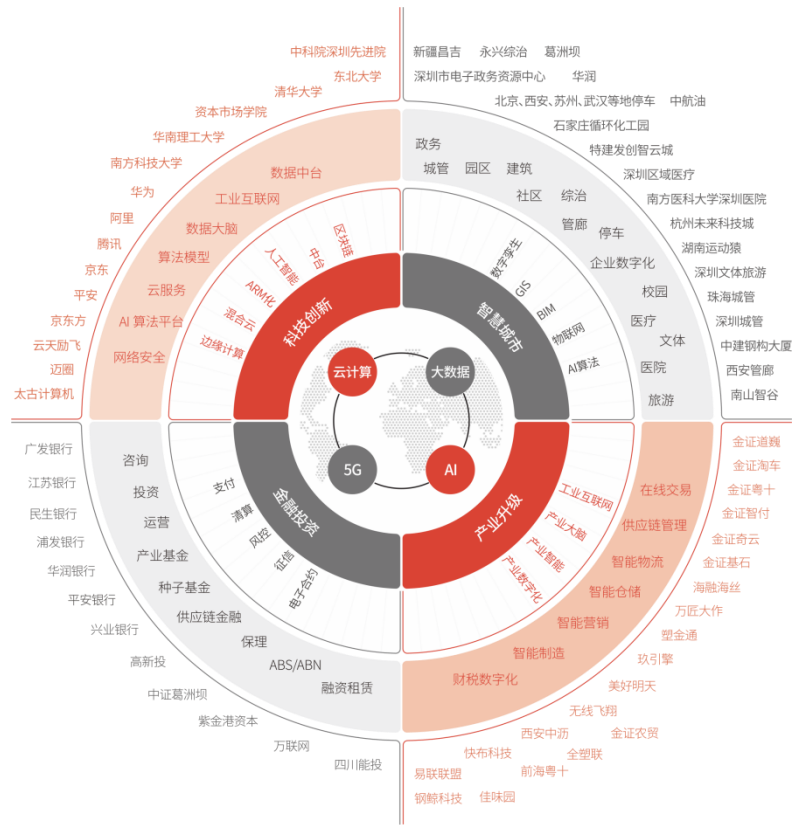 中科院深圳先进院
东北大学
清华大学
资本市场学院
华南理工大学
南方科技大学
华为
阿里
腾讯
京东
平安
京东方
云天励飞
迈圈
太古计算机
数据中台
工业互联网
数据大脑
算法模型
云服务
AI 算法平台
网络安全
区块链
中台
人工智能
ARM化
混合云
边缘计算
科技创新
新疆昌吉 永兴综治 葛洲坝
深圳市电子政务资源中心 华润
北京、西安、苏州、武汉等地停车 中航油
石家庄循环化工园
特建发创智云城
深圳区域医疗
南方医科大学深圳医院
杭州未来科技城
湖南运动猿
深圳文体旅游
珠海城管
深圳城管
中建钢构大厦
西安管廊
南山智谷
政务
城管 园区 建筑
社区 综治
管廊 停车
企业数字化
校园
医疗
文体
医院
旅游
数字孪生
GIS
BIM
物联网
AI算法
智慧城市
云计算
大数据
5G
AI
广发银行
江苏银行
民生银行
浦发银行
华润银行
平安银行
兴业银行
高新投
中证葛洲坝
紫金港资本
万联网
四川能投
咨询
投资
运营
产业基金
种子基金
供应链金融
保理
ABS/ABN
融资租赁
支付
清算
风控
征信
电子合约
金融投资
产业升级
工业互联网
产业大脑
产业智能
产业数字化
在线交易
供应链管理
智能物流
智能仓储
智能营销
智能制造
财税数字化
金证道巍
金证淘车
金证粤十
金证智付
金证奇云
金证基石
海融海丝
万匠大作
塑金通
玖引擎
美好明天
无线飞翔
西安中沥 金证农贸
快布科技 全塑联
易联联盟 前海粤十
钢鲸科技 佳味园